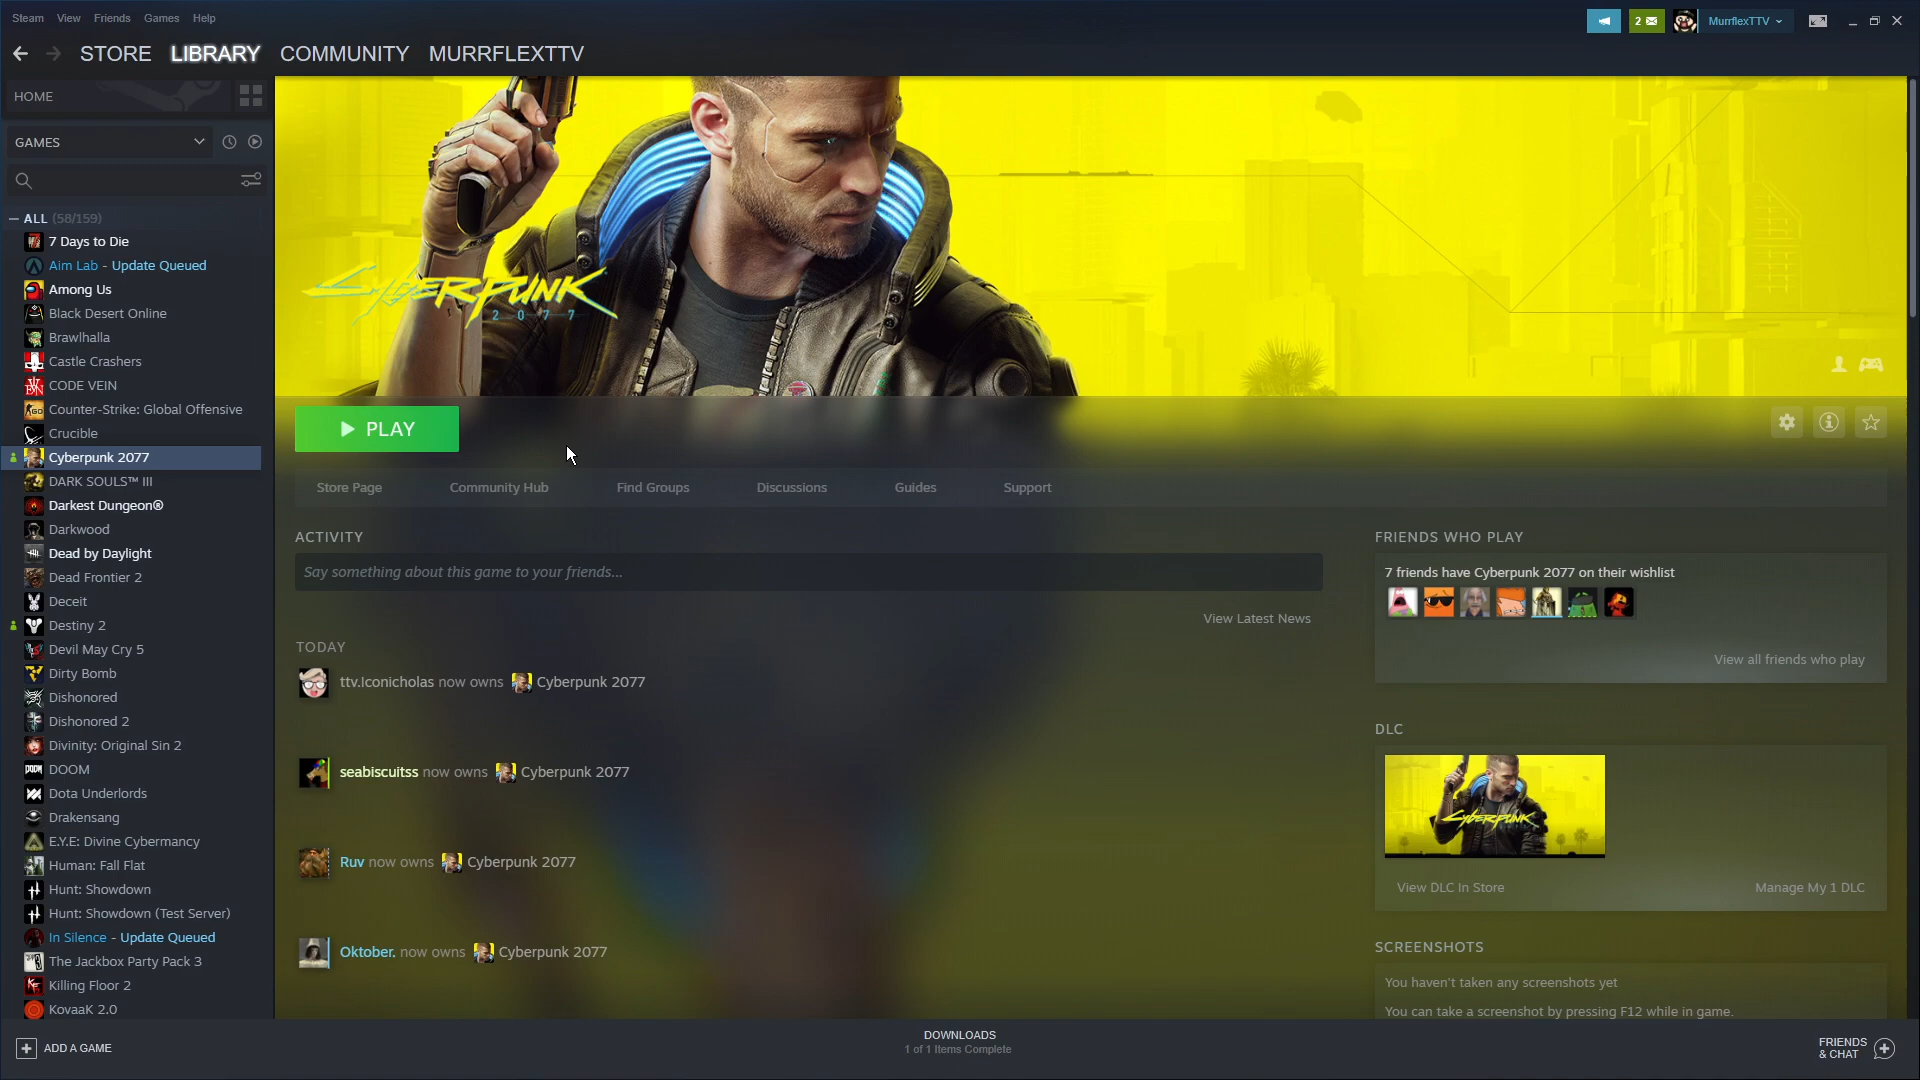 Steam View Friends Games Help
2
MurrflexTTV
STORE LIBRARY COMMUNITY MURRFLEXTTV
HOME
GAMES
ALL (58/159)
7 Days to Die
Aim Lab - Update Queued
Among Us
Black Desert Online
Brawlhalla
Castle Crashers
CODE VEIN
Counter-Strike: Global Offensive
Crucible
Cyberpunk 2077
DARK SOULS™ III
Darkest Dungeon®
Darkwood
Dead by Daylight
Dead Frontier 2
Deceit
Destiny 2
Devil May Cry 5
Dirty Bomb
Dishonored
Dishonored 2
Divinity: Original Sin 2
DOOM
Dota Underlords
Drakensang
E.Y.E: Divine Cybermancy
Human: Fall Flat
Hunt: Showdown
Hunt: Showdown (Test Server)
In Silence - Update Queued
The Jackbox Party Pack 3
Killing Floor 2
KovaaK 2.0
ADD A GAME
CYBERPUNK
2077
PLAY
Store Page Community Hub Find Groups Discussions Guides Support
ACTIVITY
Say something about this game to your friends...
View Latest News
TODAY
ttv.Iconicholas now owns Cyberpunk 2077
seabiscuitss now owns Cyberpunk 2077
Ruv now owns Cyberpunk 2077
Oktober. now owns Cyberpunk 2077
FRIENDS WHO PLAY
7 friends have Cyberpunk 2077 on their wishlist
View all friends who play
DLC
CYBERPUNK
View DLC In Store Manage My 1 DLC
SCREENSHOTS
You haven't taken any screenshots yet
You can take a screenshot by pressing F12 while in game.
DOWNLOADS
1 of 1 Items Complete
FRIENDS
& CHAT